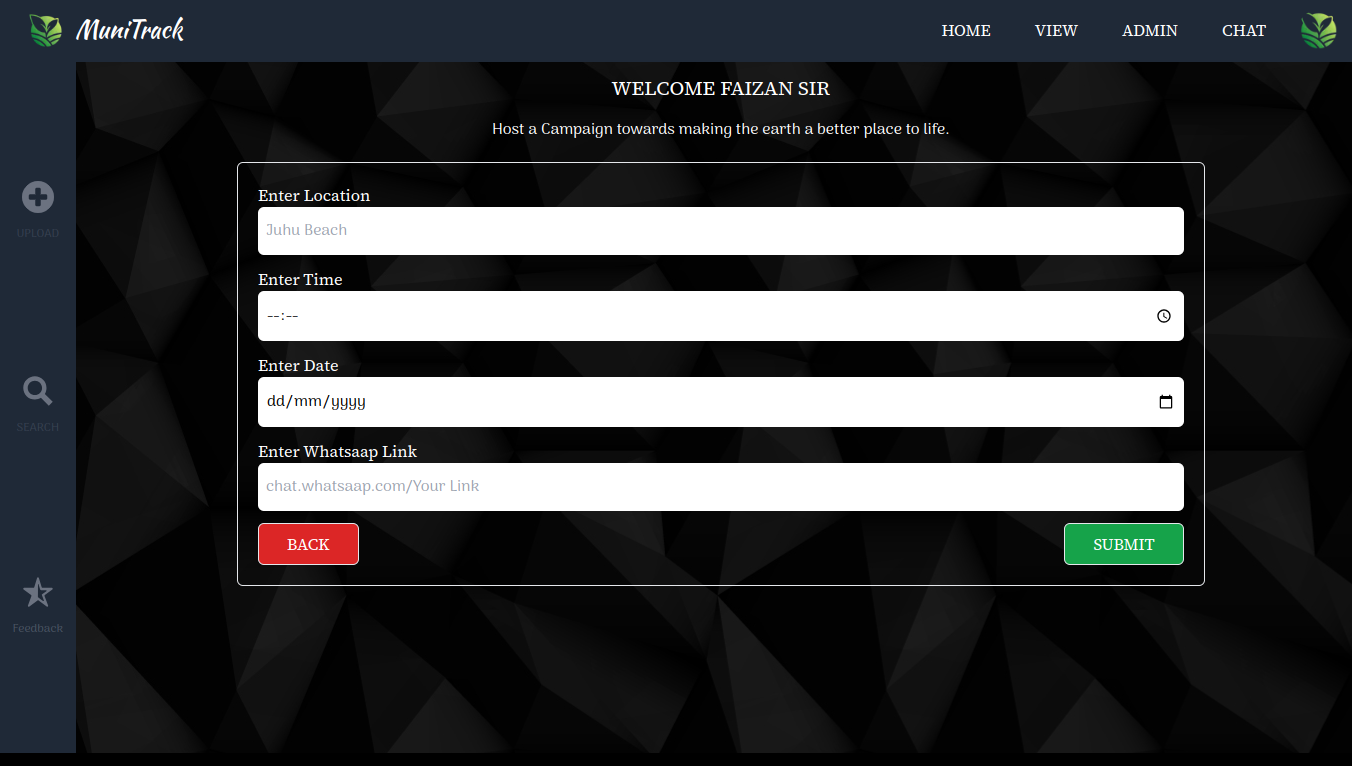 MuniTrack
HOME VIEW ADMIN CHAT
WELCOME FAIZAN SIR
Host a Campaign towards making the earth a better place to life.
UPLOAD
SEARCH
Feedback
Enter Location
Juhu Beach
Enter Time
--:--
Enter Date
dd/mm/yyyy
Enter Whatsaap Link
chat.whatsaap.com/Your Link
BACK SUBMIT